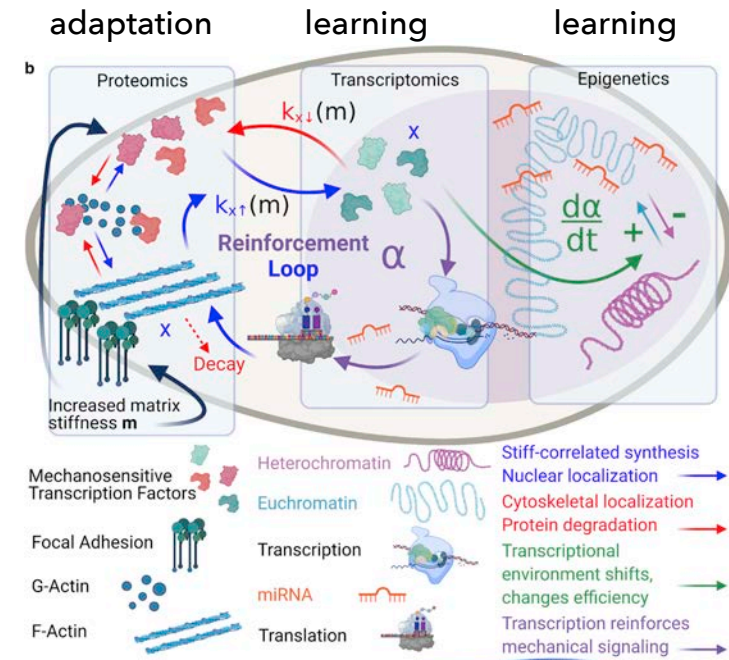 adaptation
learning
learning
b
Proteomics
Transcriptomics
Epigenetics
kx↓(m)
x
kx↑(m)
Reinforcement
Loop
α
dα
dt
+
-
x
Decay
Increased matrix
stiffness m
Mechanosensitive
Transcription Factors
Focal Adhesion
G-Actin
F-Actin
Heterochromatin
Euchromatin
Transcription
miRNA
Translation
Stiff-correlated synthesis
Nuclear localization
Cytoskeletal localization
Protein degradation
Transcriptional
environment shifts,
changes efficiency
Transcription reinforces
mechanical signaling